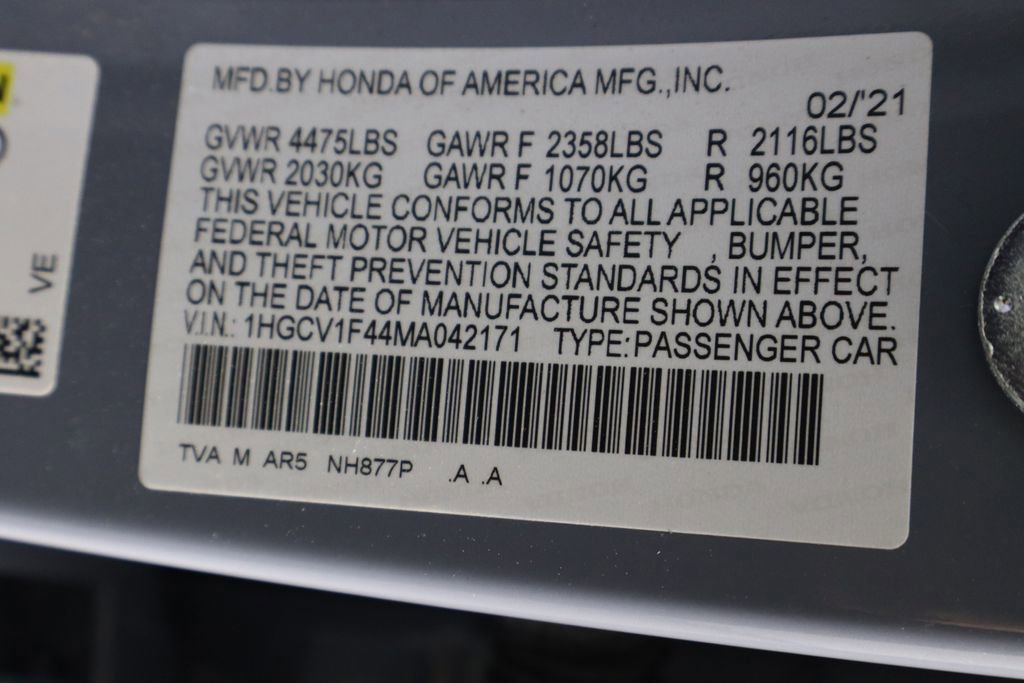 MFD.BY HONDA OF AMERICA MFG.,INC.
02/'21
GVWR 4475LBS GAWR F 2358LBS R 2116LBS
GVWR 2030KG GAWR F 1070KG R 960KG
THIS VEHICLE CONFORMS TO ALL APPLICABLE
FEDERAL MOTOR VEHICLE SAFETY , BUMPER,
AND THEFT PREVENTION STANDARDS IN EFFECT
ON THE DATE OF MANUFACTURE SHOWN ABOVE.
V.I.N.: 1HGCV1F44MA042171 TYPE:PASSENGER CAR
TVA M AR5 NH877P .A .A
VE